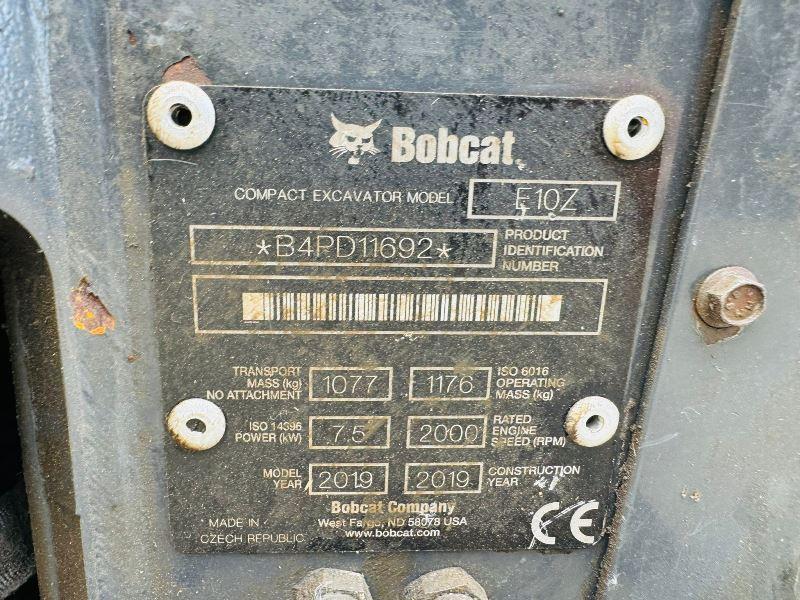 Bobcat
COMPACT EXCAVATOR MODEL E10Z
*B4PD11692* PRODUCT IDENTIFICATION NUMBER
TRANSPORT MASS (kg) NO ATTACHMENT 1077 1176 ISO 6016 OPERATING MASS (kg)
ISO 14396 POWER (kW) 7.5 2000 RATED ENGINE SPEED (RPM)
MODEL YEAR 2019 2019 CONSTRUCTION YEAR
Bobcat Company
West Fargo, ND 58078 USA
www.bobcat.com
MADE IN CZECH REPUBLIC
CE